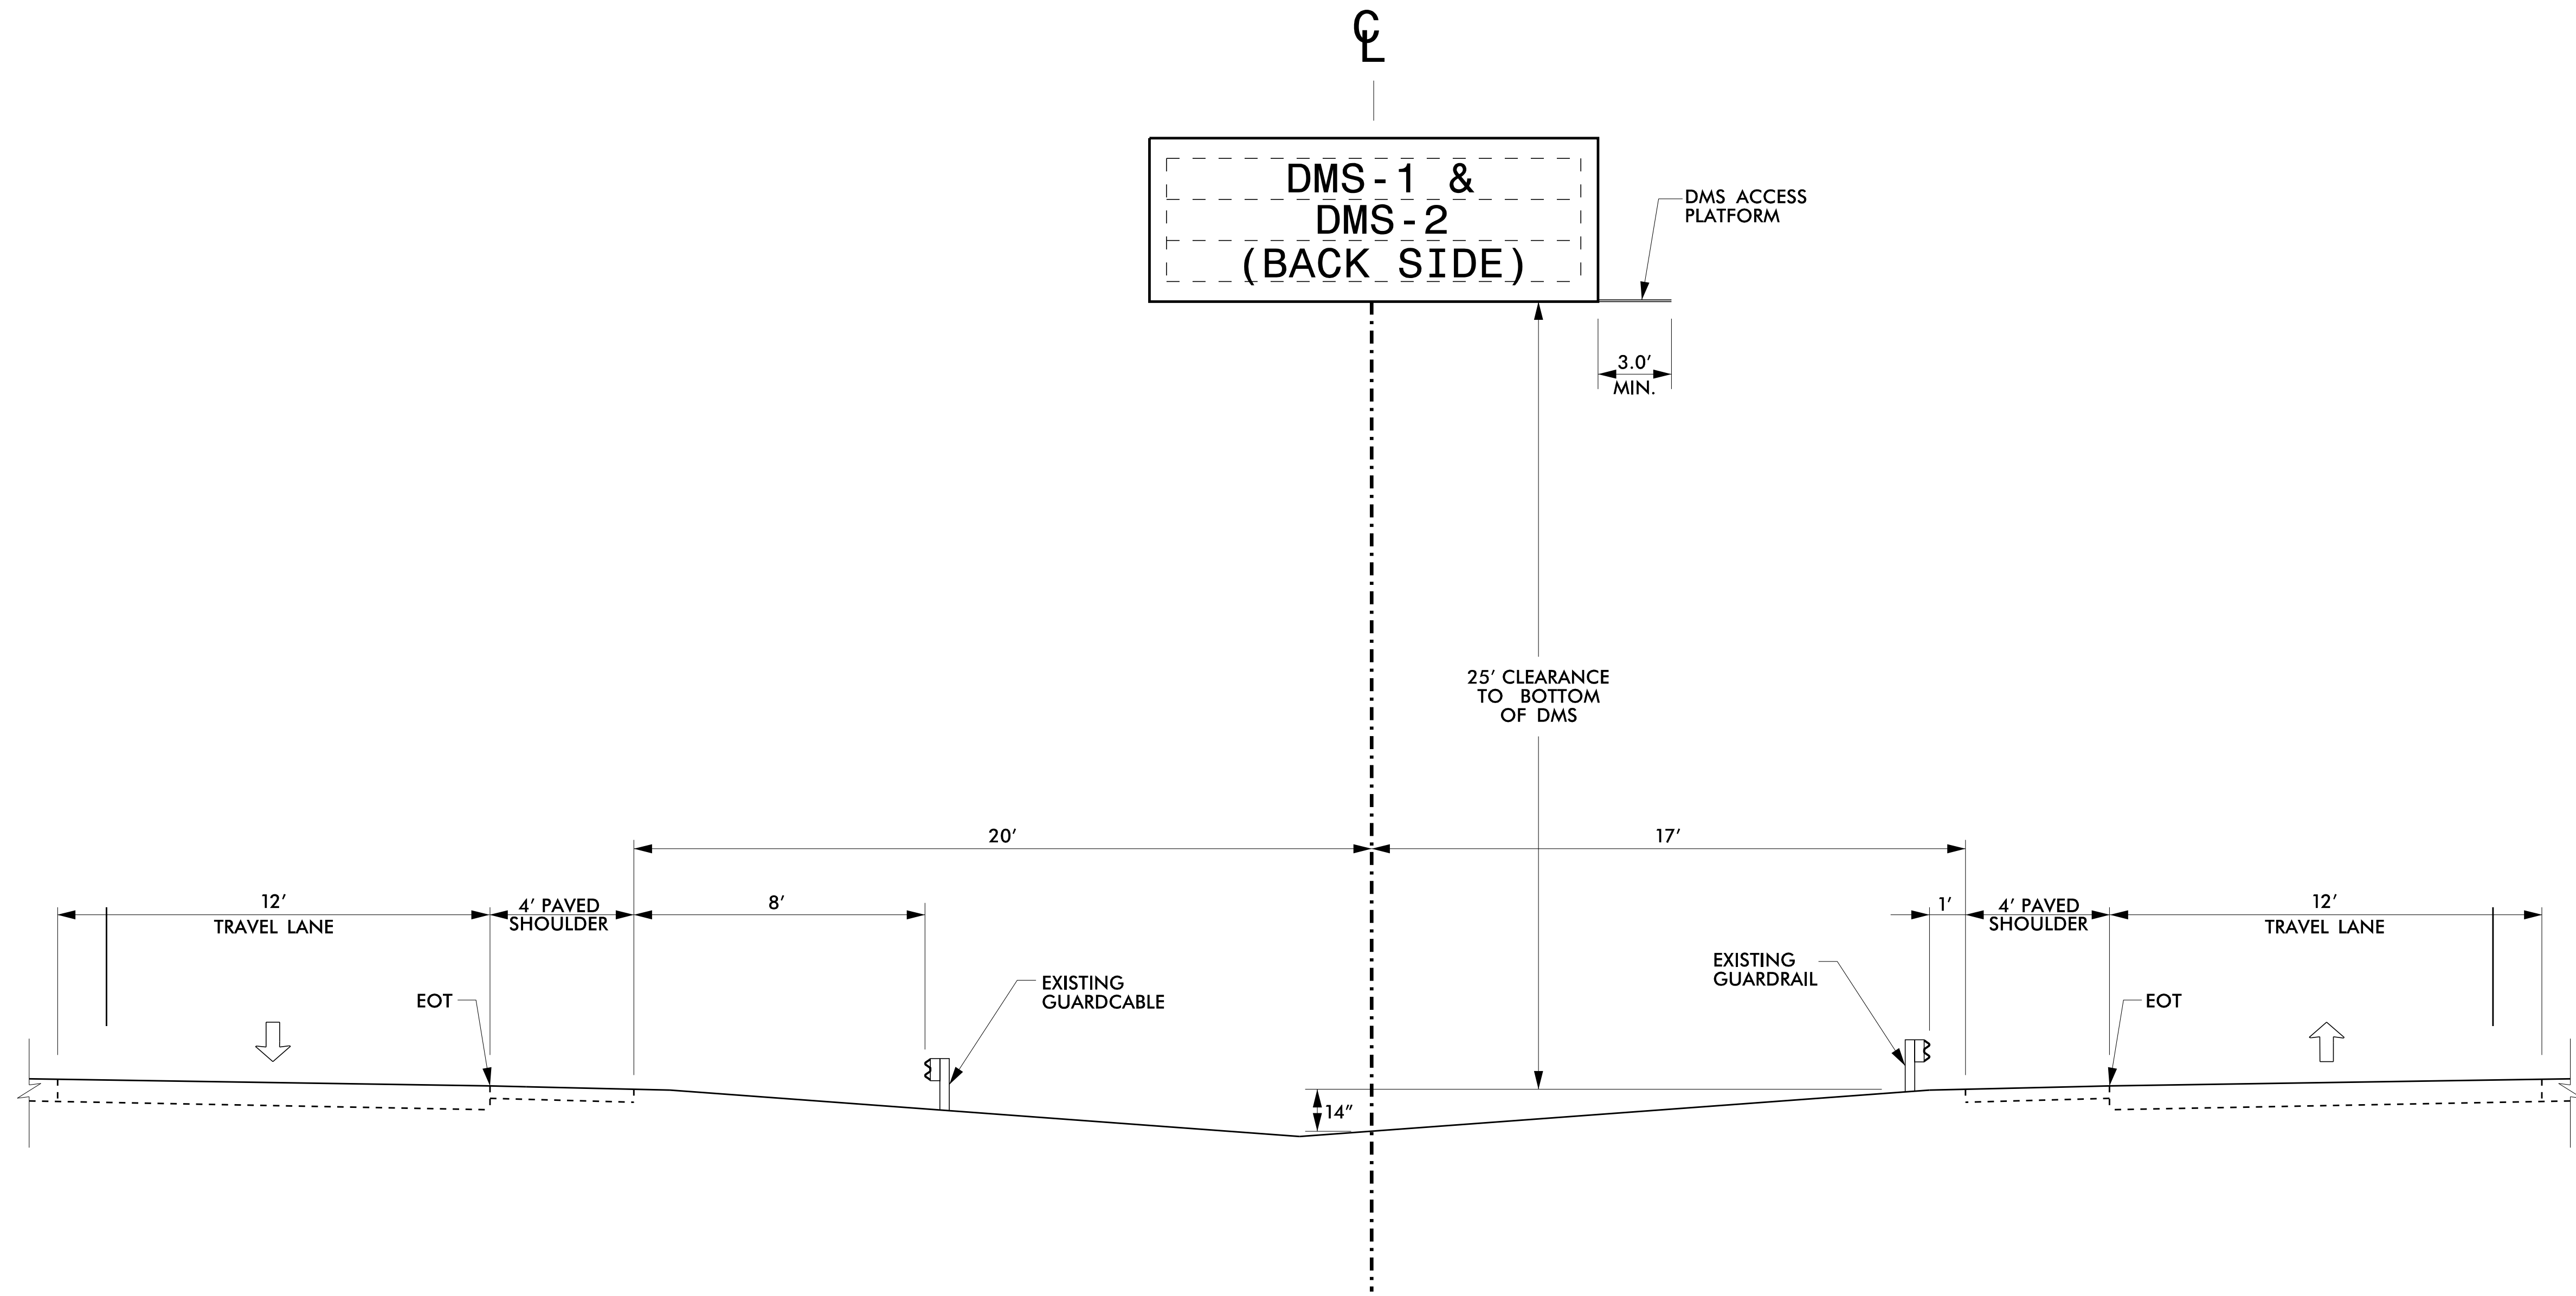 CL
DMS-1 &
DMS-2
(BACK SIDE)
DMS ACCESS
PLATFORM
3.0'
MIN.
25' CLEARANCE
TO BOTTOM
OF DMS
20'
17'
12'
TRAVEL LANE
4' PAVED
SHOULDER
8'
1'
4' PAVED
SHOULDER
12'
TRAVEL LANE
EOT
EXISTING
GUARDCABLE
EXISTING
GUARDRAIL
EOT
14"